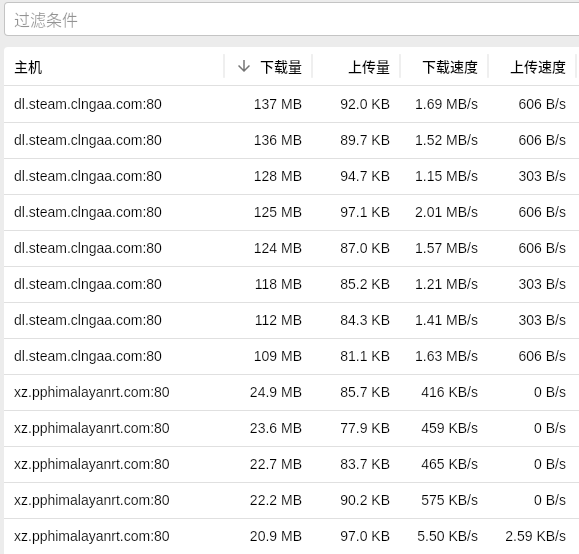 过滤条件
主机 下载量 上传量 下载速度 上传速度
dl.steam.clngaa.com:80 137 MB 92.0 KB 1.69 MB/s 606 B/s
dl.steam.clngaa.com:80 136 MB 89.7 KB 1.52 MB/s 606 B/s
dl.steam.clngaa.com:80 128 MB 94.7 KB 1.15 MB/s 303 B/s
dl.steam.clngaa.com:80 125 MB 97.1 KB 2.01 MB/s 606 B/s
dl.steam.clngaa.com:80 124 MB 87.0 KB 1.57 MB/s 606 B/s
dl.steam.clngaa.com:80 118 MB 85.2 KB 1.21 MB/s 303 B/s
dl.steam.clngaa.com:80 112 MB 84.3 KB 1.41 MB/s 303 B/s
dl.steam.clngaa.com:80 109 MB 81.1 KB 1.63 MB/s 606 B/s
xz.pphimalayanrt.com:80 24.9 MB 85.7 KB 416 KB/s 0 B/s
xz.pphimalayanrt.com:80 23.6 MB 77.9 KB 459 KB/s 0 B/s
xz.pphimalayanrt.com:80 22.7 MB 83.7 KB 465 KB/s 0 B/s
xz.pphimalayanrt.com:80 22.2 MB 90.2 KB 575 KB/s 0 B/s
xz.pphimalayanrt.com:80 20.9 MB 97.0 KB 5.50 KB/s 2.59 KB/s